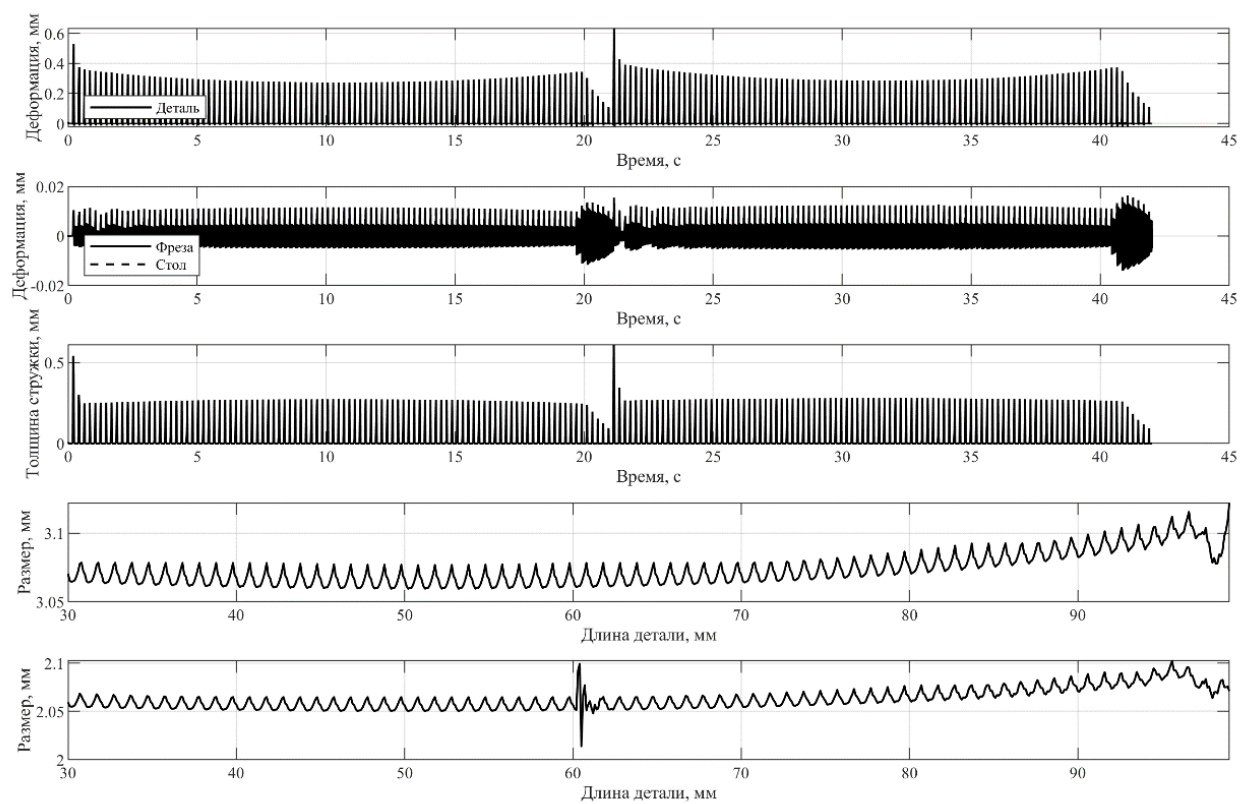 Деформация, мм
0.6
0.4
0.2
0
Деталь
0 5 10 15 20 25 30 35 40 45
Время, с
Деформация, мм
0.02
0
-0.02
Фреза
Стол
0 5 10 15 20 25 30 35 40 45
Время, с
Толщина стружки, мм
0.5
0
0 5 10 15 20 25 30 35 40 45
Время, с
Размер, мм
3.1
3.05
30 40 50 60 70 80 90
Длина детали, мм
Размер, мм
2.1
2.05
2
30 40 50 60 70 80 90
Длина детали, мм